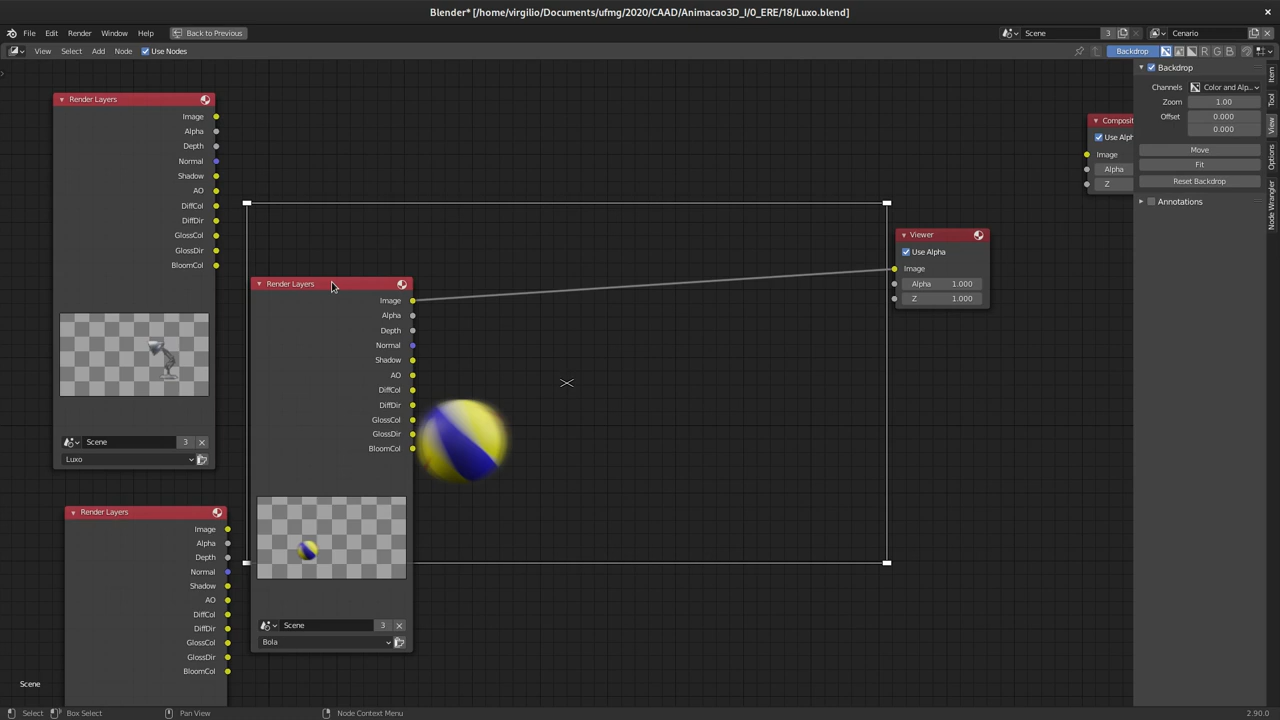 Blender* [/home/virgilio/Documents/ufmg/2020/CAAD/Animacao3D_I/0_ERE/18/Luxo.blend]
File Edit Render Window Help Back to Previous Scene 3 Cenario
View Select Add Node Use Nodes Backdrop R G B
Render Layers
Image
Alpha
Depth
Normal
Shadow
AO
DiffCol
DiffDir
GlossCol
GlossDir
BloomCol
Scene 3
Luxo
Render Layers
Image
Alpha
Depth
Normal
Shadow
AO
DiffCol
DiffDir
GlossCol
GlossDir
BloomCol
Render Layers
Image
Alpha
Depth
Normal
Shadow
AO
DiffCol
DiffDir
GlossCol
GlossDir
BloomCol
Scene 3
Bola
Viewer
Use Alpha
Image
Alpha 1.000
Z 1.000
Composit
Use Alph
Image
Alpha
Z
Backdrop
Channels Color and Alp...
Zoom 1.00
Offset 0.000
0.000
Move
Fit
Reset Backdrop
Annotations
Item
Tool
View
Options
Node Wrangler
Scene
Select Box Select Pan View Node Context Menu 2.90.0